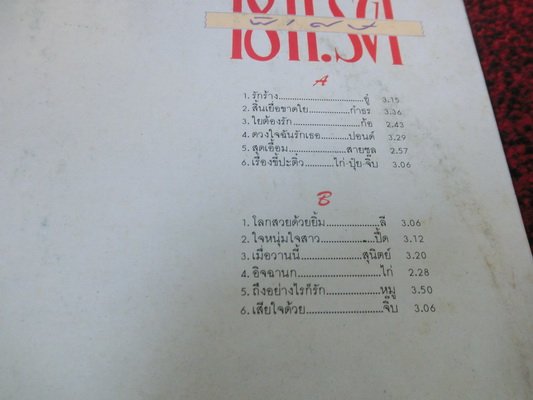 พิเศษ
A
1. รักร้าง...........................อู๋ 3.15
2. สิ้นเยื่อขาดใย.............กำธร 3.36
3. ใยต้องรัก......................ก้อ 2.43
4. ดวงใจฉันรักเธอ..........ปอนด์ 3.29
5. สุดเอื้อม....................สายชล 2.57
6. เรื่องขี้ปะติ๋ว.........ไก่-ปุ้ย-จิ๊บ 3.06
B
1. โลกสวยด้วยยิ้ม.................ลี 3.06
2. ใจหนุ่มใจสาว.................ปึ๊ด 3.12
3. เมื่อวานนี้....................สุนิตย์ 3.20
4. อิจฉานก...........................ไก่ 2.28
5. ถึงอย่างไรก็รัก..................หมู 3.50
6. เสียใจด้วย........................จิ๊บ 3.06